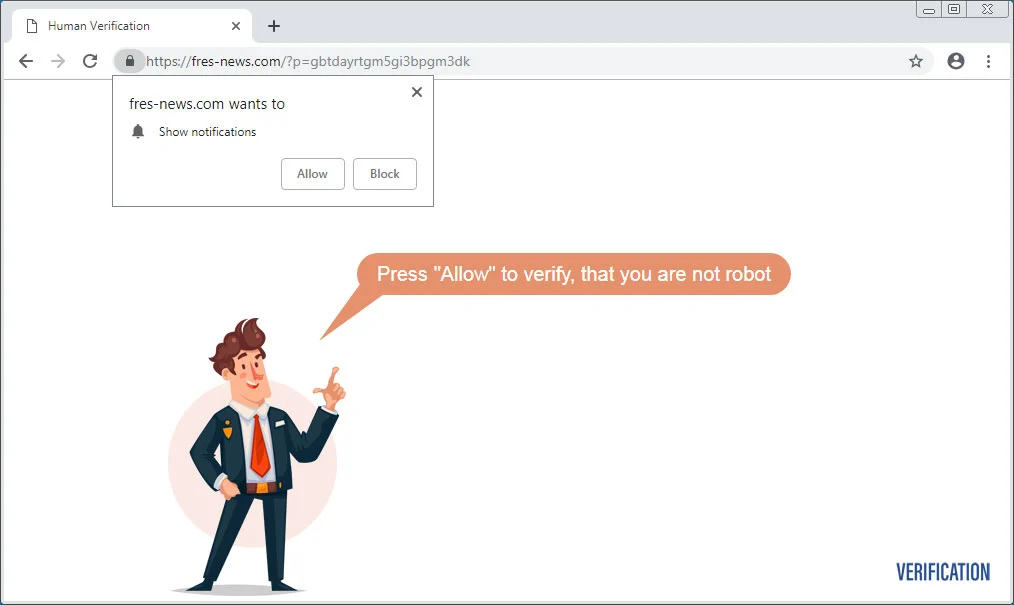 Human Verification
https://fres-news.com/?p=gbtdayrtgm5gi3bpgm3dk
fres-news.com wants to
Show notifications
Allow
Block
Press "Allow" to verify, that you are not robot
VERIFICATION